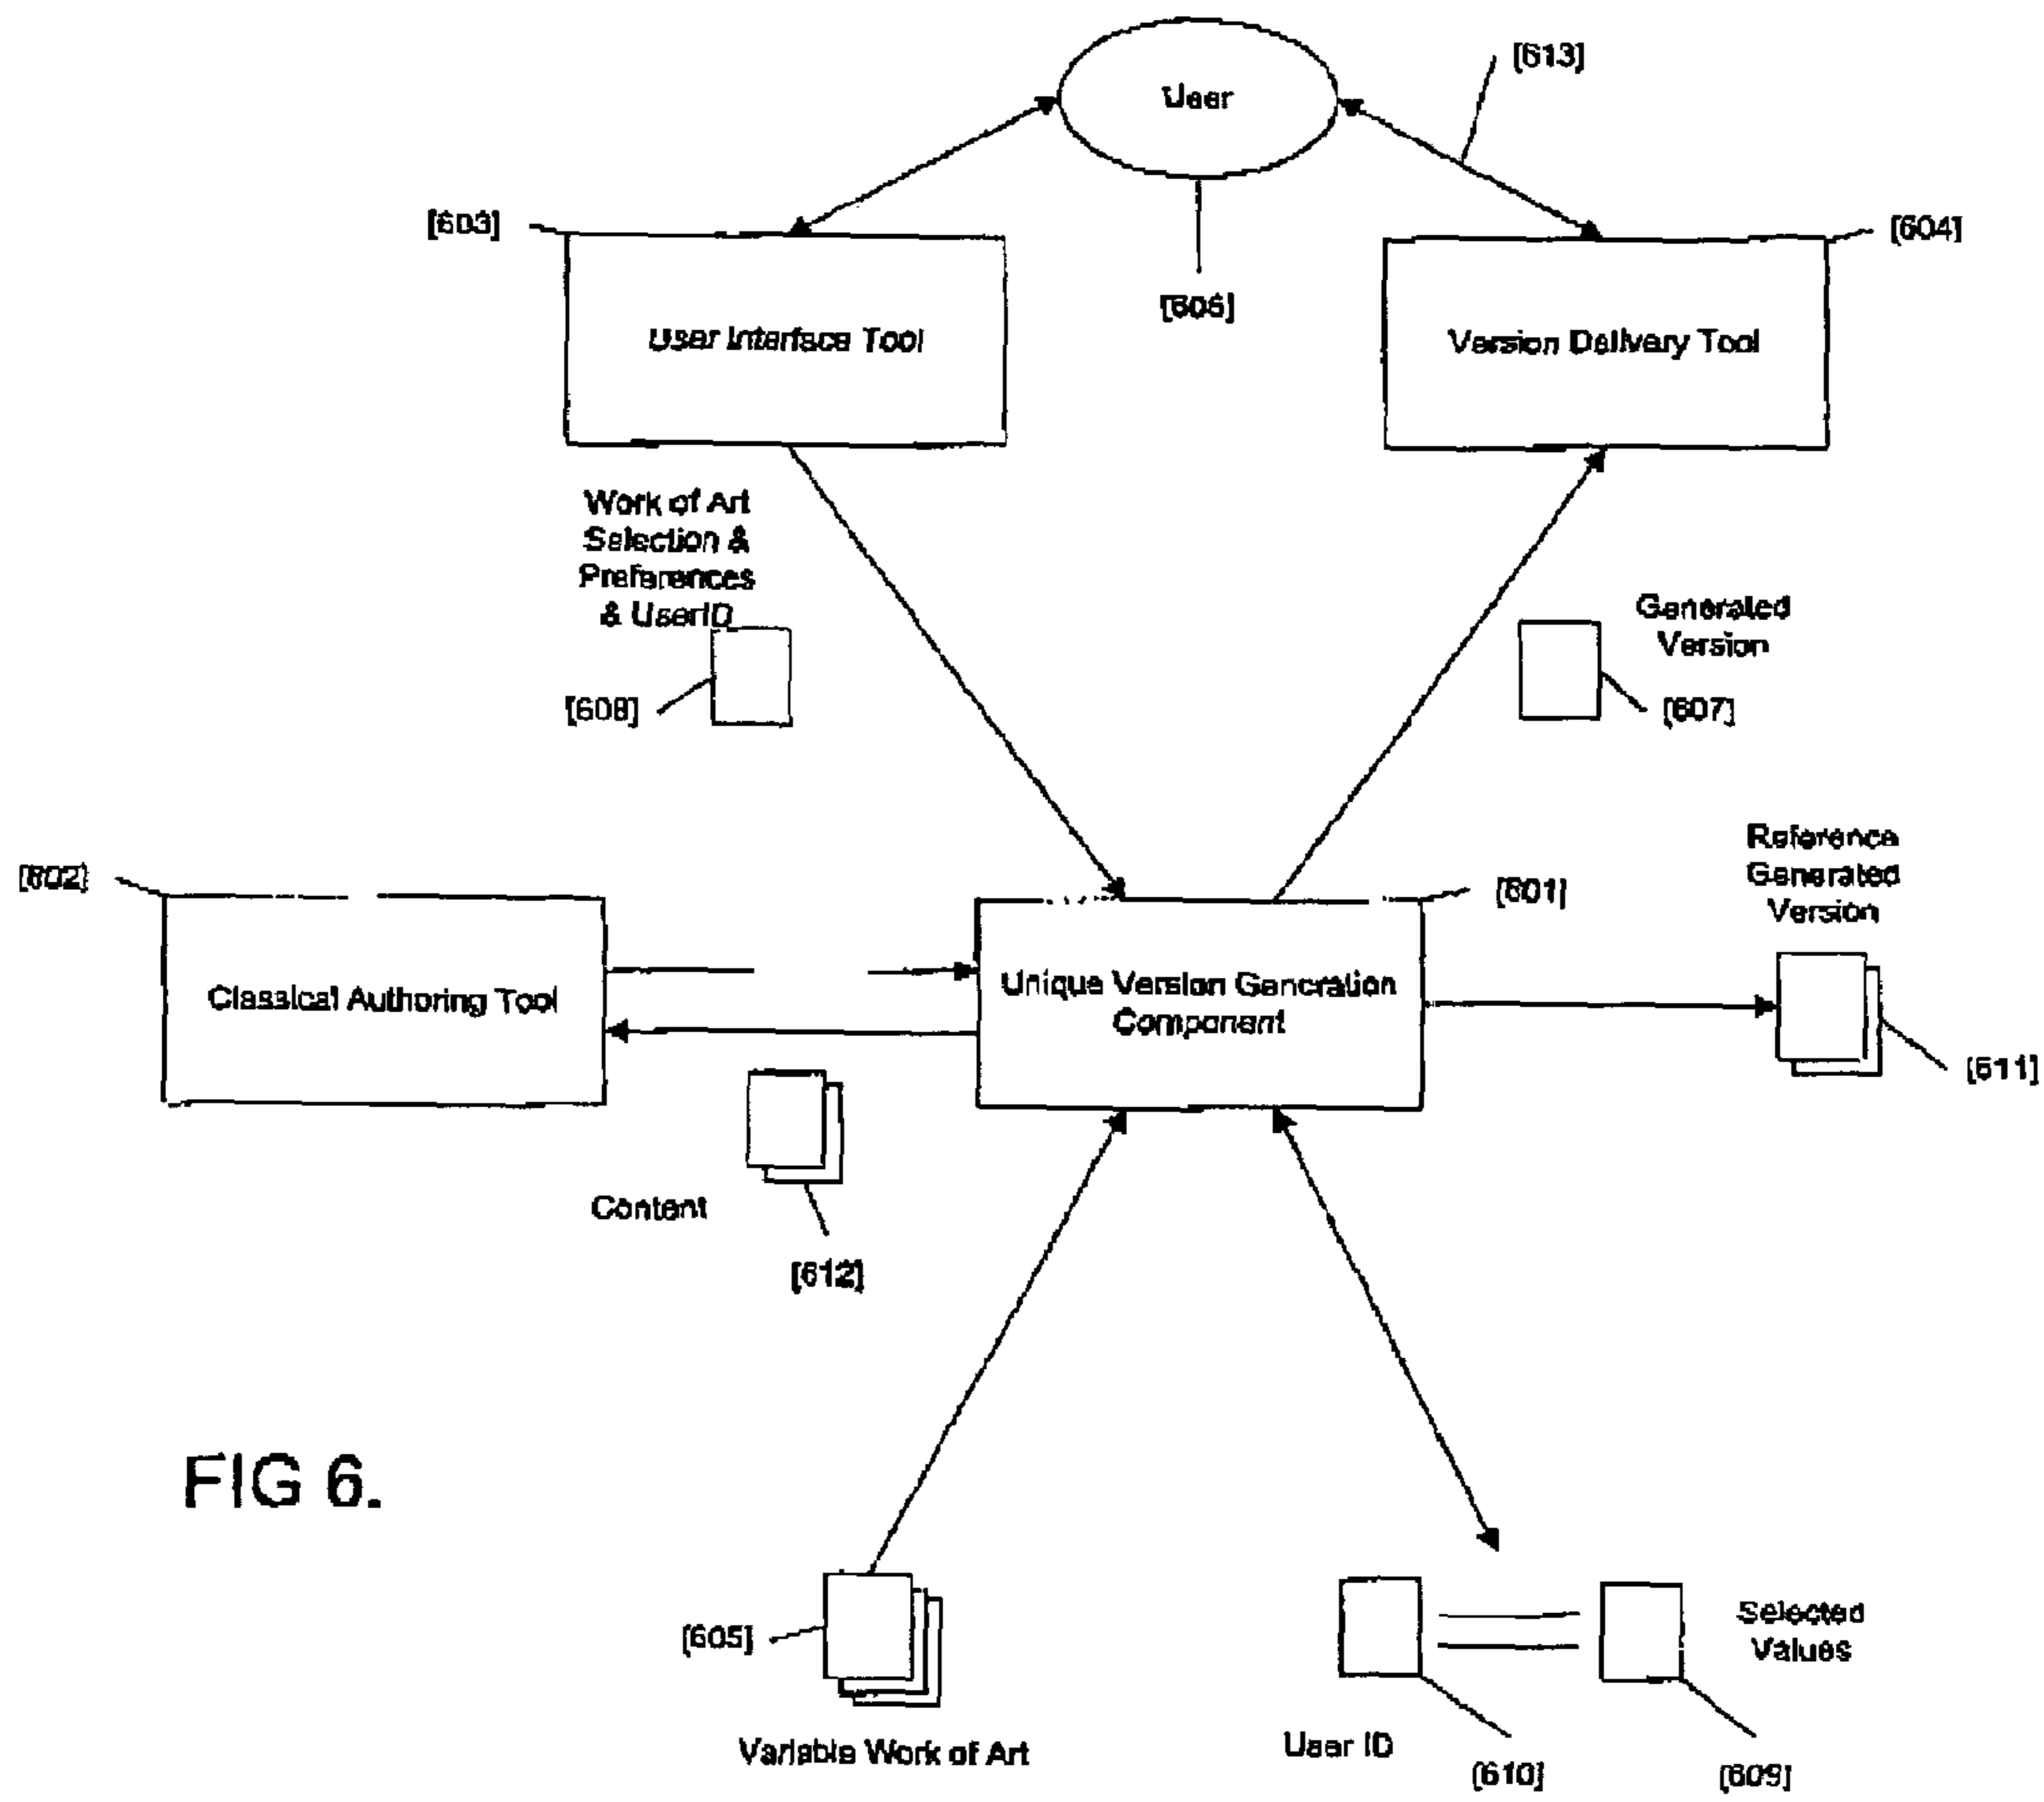 [613]
User
[603]
[604]
[606]
User Interface Tool
Version Delivery Tool
Work of Art
Selection &
Preferences
& UserID
[608]
Generated
Version
[607]
Reference
Generated
Version
[602]
[601]
Classical Authoring Tool
Unique Version Generation
Component
[611]
Content
[612]
FIG 6.
[605]
Selected
Values
Variable Work of Art
User ID
[610]
[609]